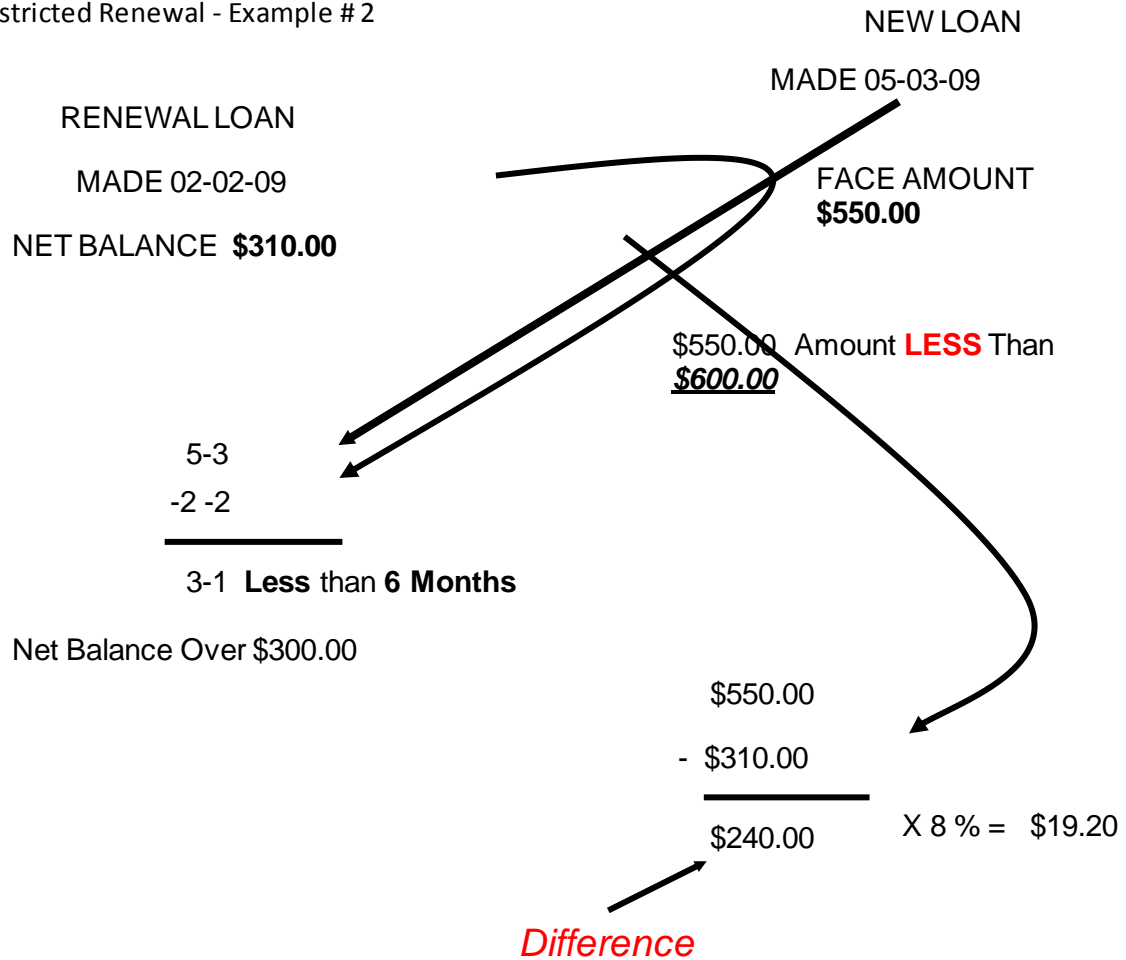 stricted Renewal - Example # 2
NEW LOAN
MADE 05-03-09
RENEWAL LOAN
MADE 02-02-09
FACE AMOUNT
$550.00
NET BALANCE $310.00
$550.00 Amount LESS Than
$600.00
5-3
-2 -2
3-1 Less than 6 Months
Net Balance Over $300.00
$550.00
- $310.00
$240.00 X 8 % = $19.20
Difference